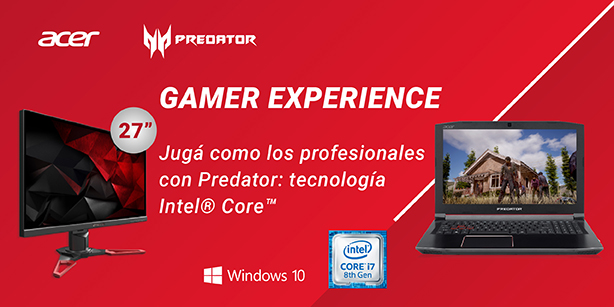 acer
PREDATOR
GAMER EXPERIENCE
27"
Jugá como los profesionales
con Predator: tecnología
Intel® Core™
PREDATOR
Windows 10
intel
CORE i7
8th Gen